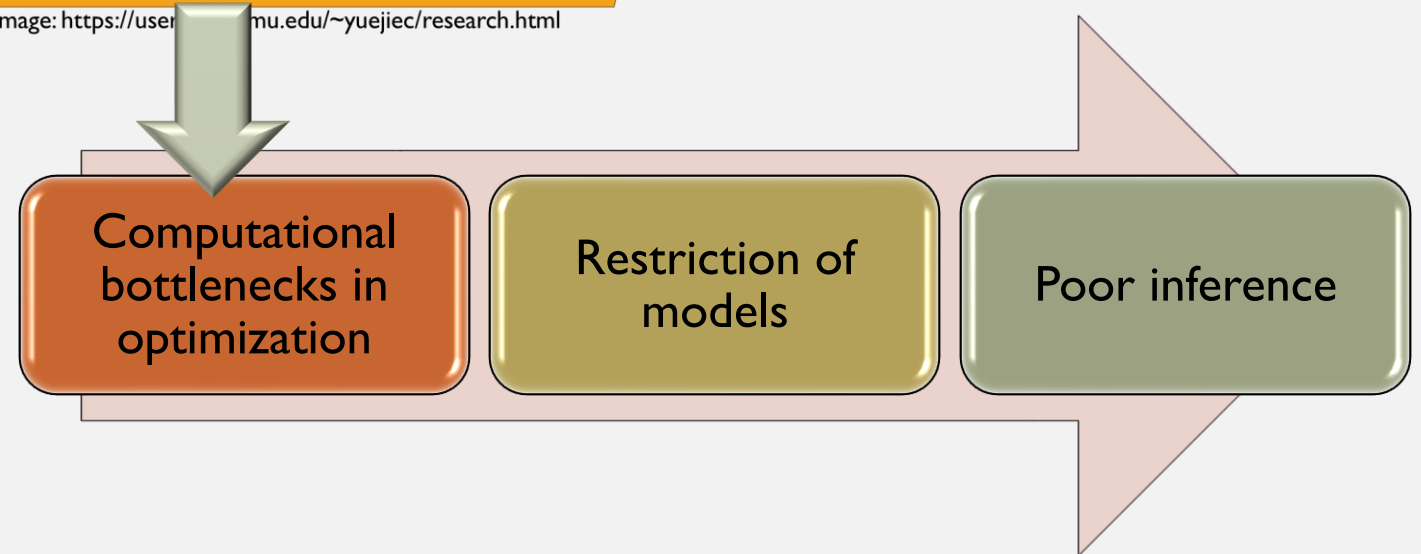 mage: https://user mu.edu/~yuejiec/research.html
Computational
bottlenecks in
optimization
Restriction of
models
Poor inference